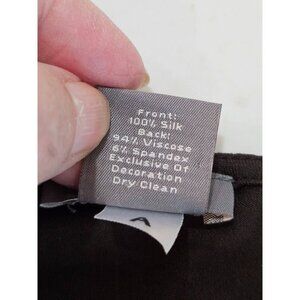 Front:
100% Silk
Back:
94% Viscose
6% Spandex
Exclusive Of
Decoration
Dry Clean
A